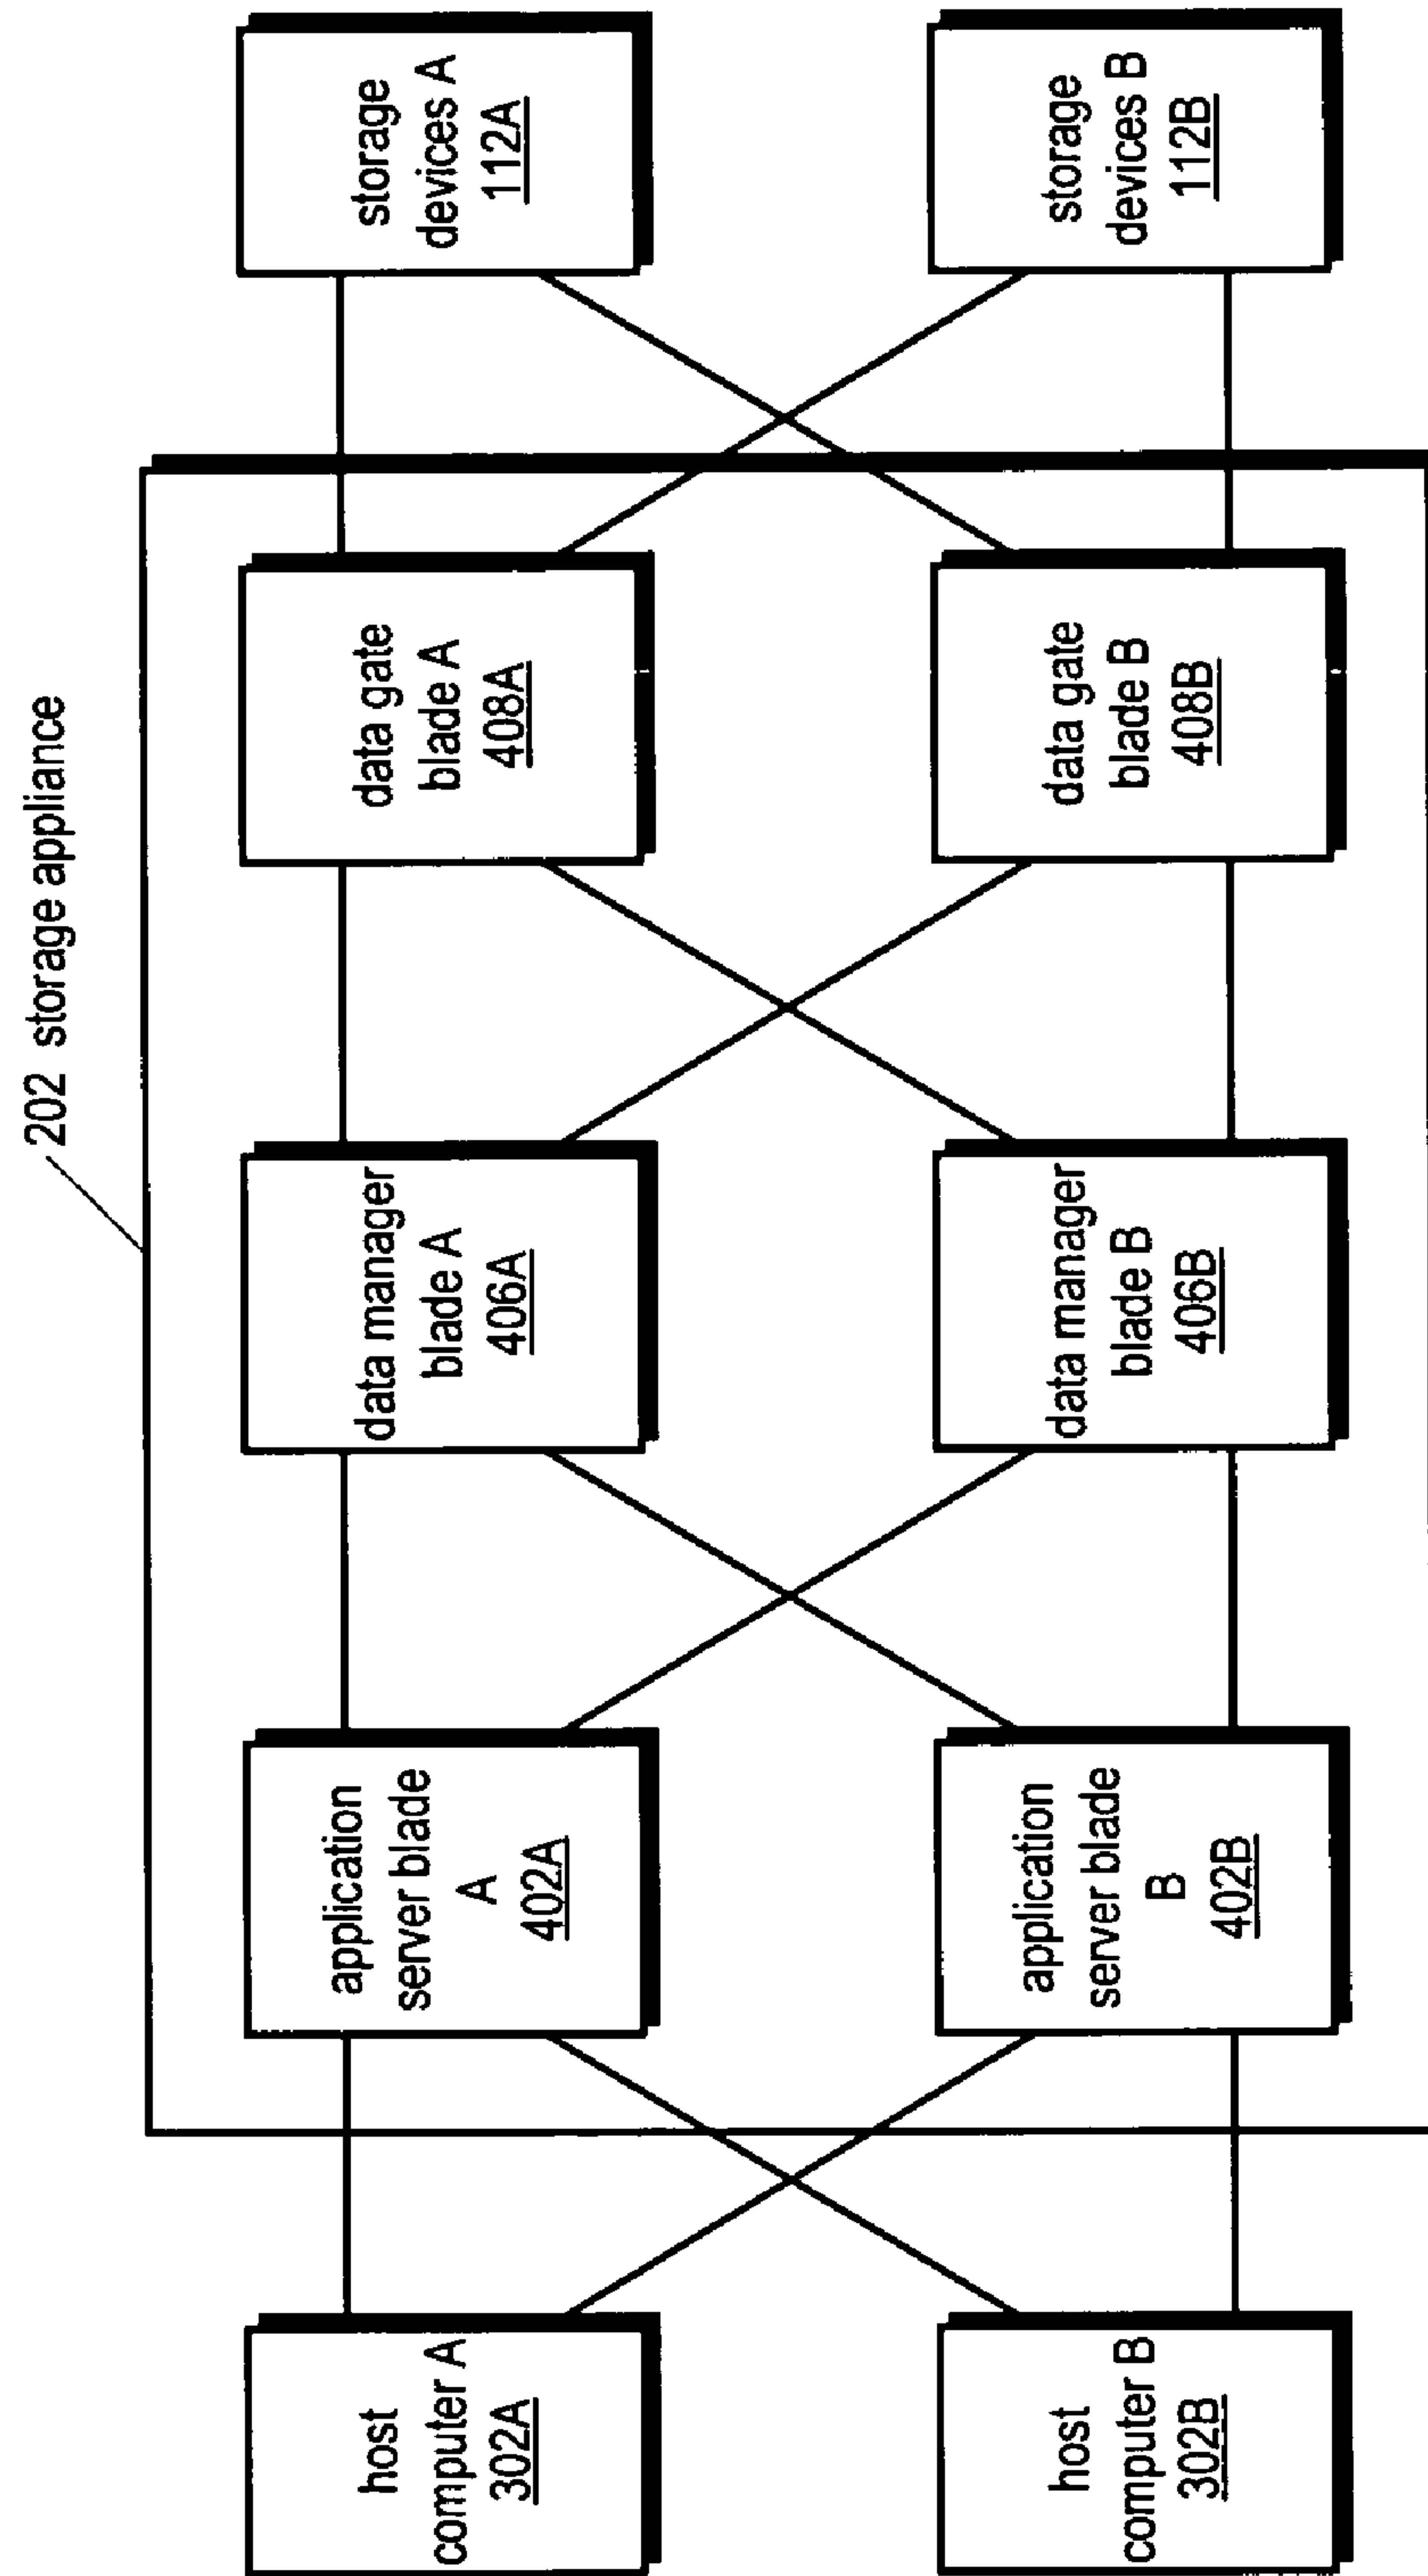 202 storage appliance
host
computer A
302A
application
server blade
A
402A
data manager
blade A
406A
data gate
blade A
408A
storage
devices A
112A
host
computer B
302B
application
server blade
B
402B
data manager
blade B
406B
data gate
blade B
408B
storage
devices B
112B